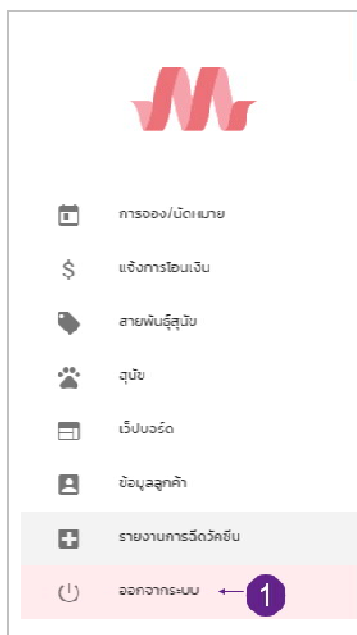 การจอง/นัดหมาย
แจ้งการโอนเงิน
สายพันธุ์สุนัข
สุนัข
เว็ปบอร์ด
ข้อมูลลูกค้า
รายงานการฉีดวัคซีน
ออกจากระบบ 1